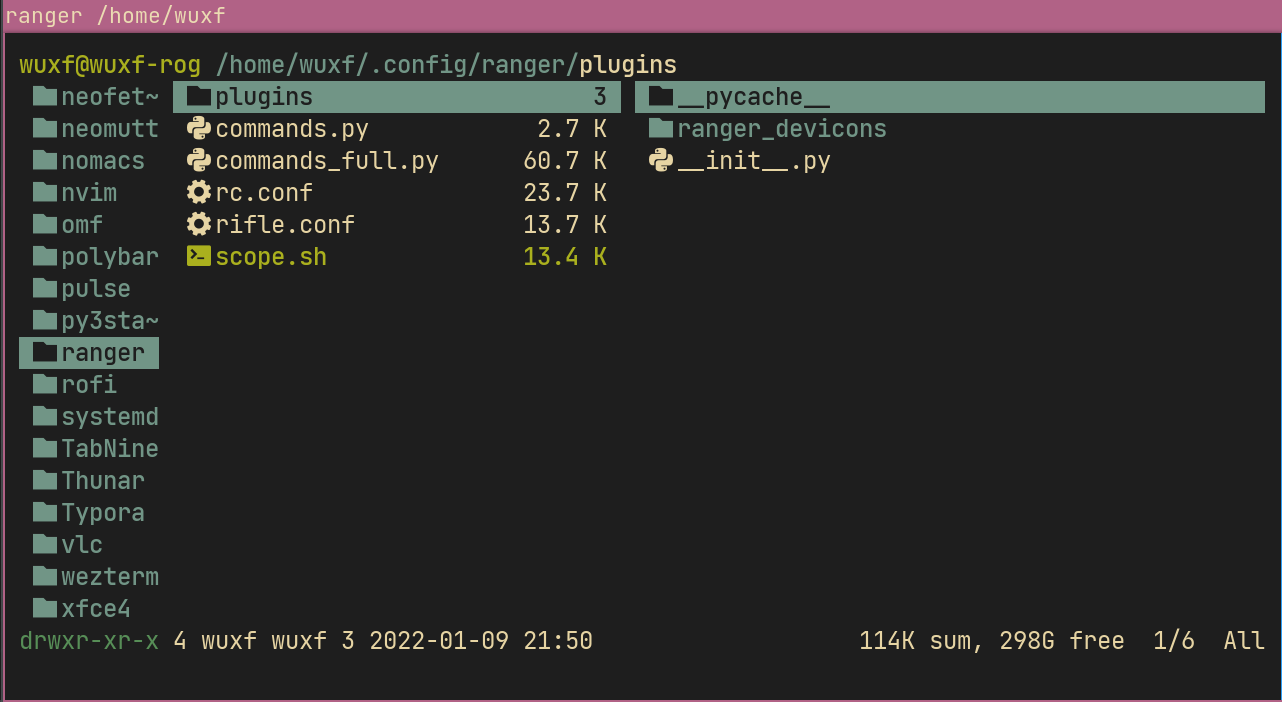 ranger /home/wuxf
wuxf@wuxf-rog /home/wuxf/.config/ranger/plugins
neofet~ plugins 3 __pycache__
neomutt commands.py 2.7 K ranger_devicons
nomacs commands_full.py 60.7 K __init__.py
nvim rc.conf 23.7 K
omf rifle.conf 13.7 K
polybar scope.sh 13.4 K
pulse
py3sta~
ranger
rofi
systemd
TabNine
Thunar
Typora
vlc
wezterm
xfce4
drwxr-xr-x 4 wuxf wuxf 3 2022-01-09 21:50 114K sum, 298G free 1/6 All